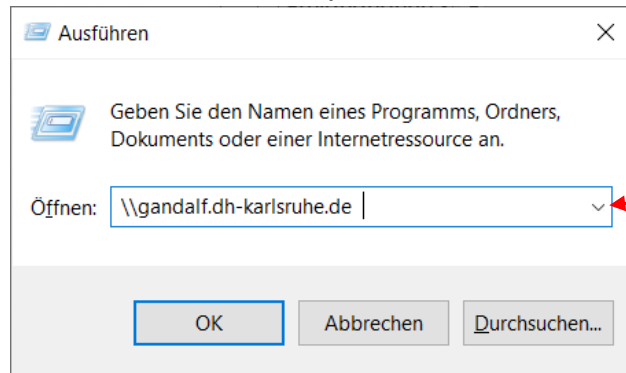 Ausführen
Geben Sie den Namen eines Programms, Ordners,
Dokuments oder einer Internetressource an.
Öffnen: \\gandalf.dh-karlsruhe.de
OK Abbrechen Durchsuchen...